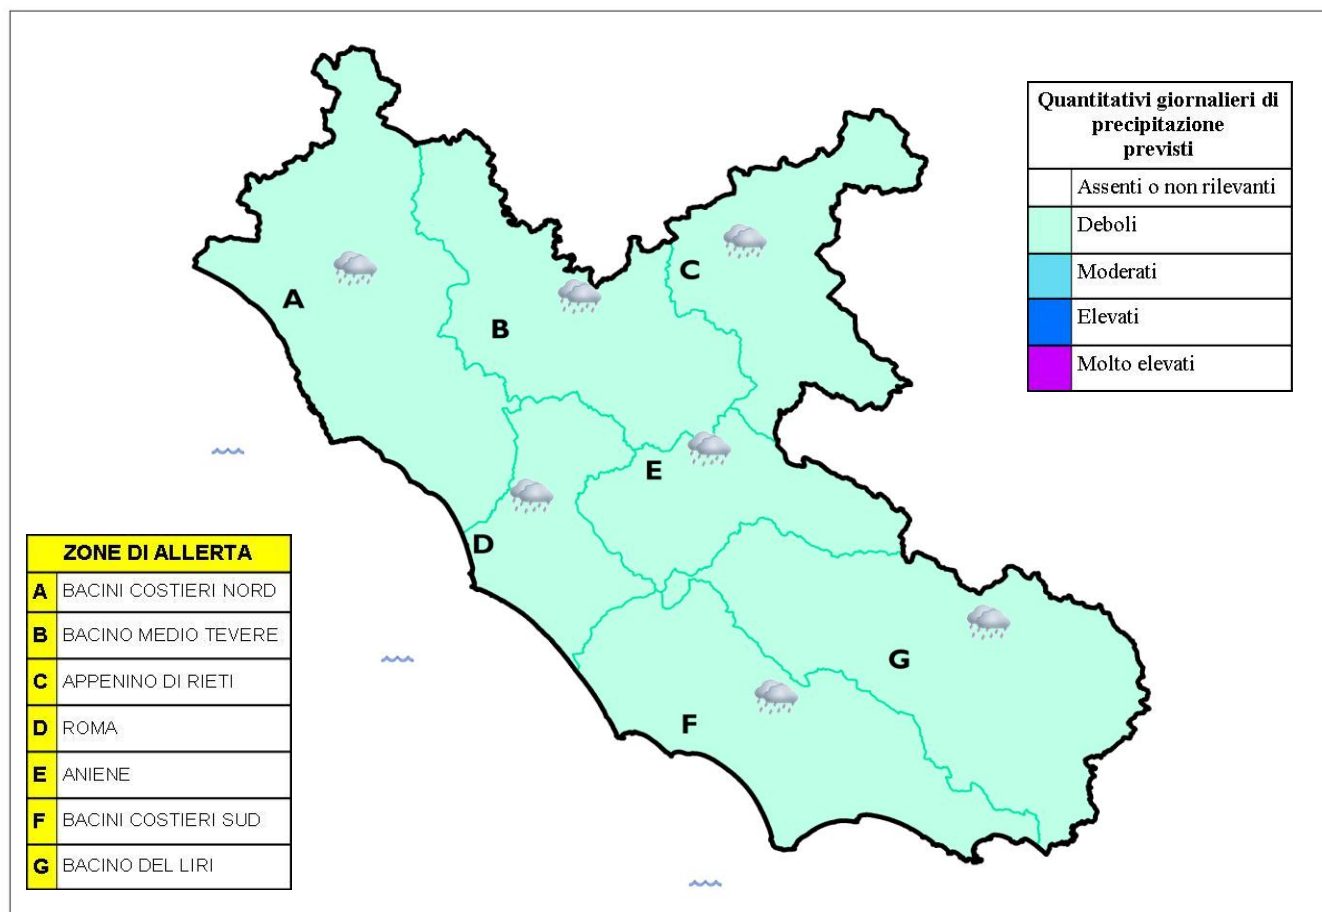 Quantitativi giornalieri di
precipitazione
previsti
Assenti o non rilevanti
Deboli
Moderati
Elevati
Molto elevati
C
A
B
E
D
G
F
ZONE DI ALLERTA
A BACINI COSTIERI NORD
B BACINO MEDIO TEVERE
C APPENINO DI RIETI
D ROMA
E ANIENE
F BACINI COSTIERI SUD
G BACINO DEL LIRI